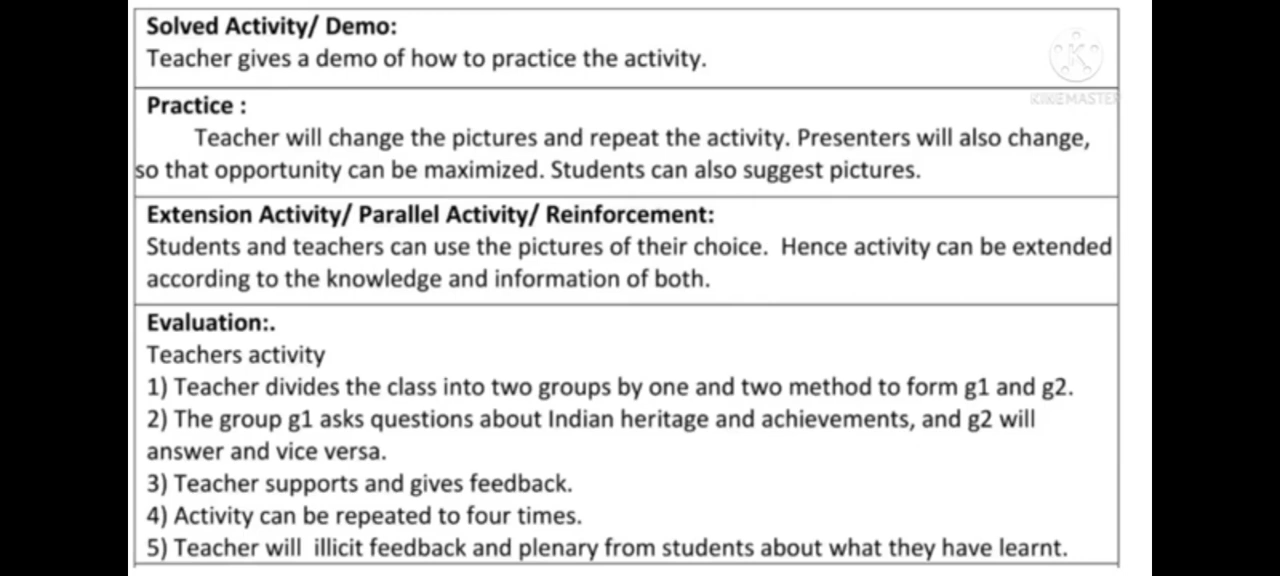 Solved Activity/ Demo:
Teacher gives a demo of how to practice the activity.
KINEMASTER
Practice :
Teacher will change the pictures and repeat the activity. Presenters will also change,
so that opportunity can be maximized. Students can also suggest pictures.
Extension Activity/ Parallel Activity/ Reinforcement:
Students and teachers can use the pictures of their choice. Hence activity can be extended
according to the knowledge and information of both.
Evaluation:.
Teachers activity
1) Teacher divides the class into two groups by one and two method to form g1 and g2.
2) The group g1 asks questions about Indian heritage and achievements, and g2 will
answer and vice versa.
3) Teacher supports and gives feedback.
4) Activity can be repeated to four times.
5) Teacher will illicit feedback and plenary from students about what they have learnt.